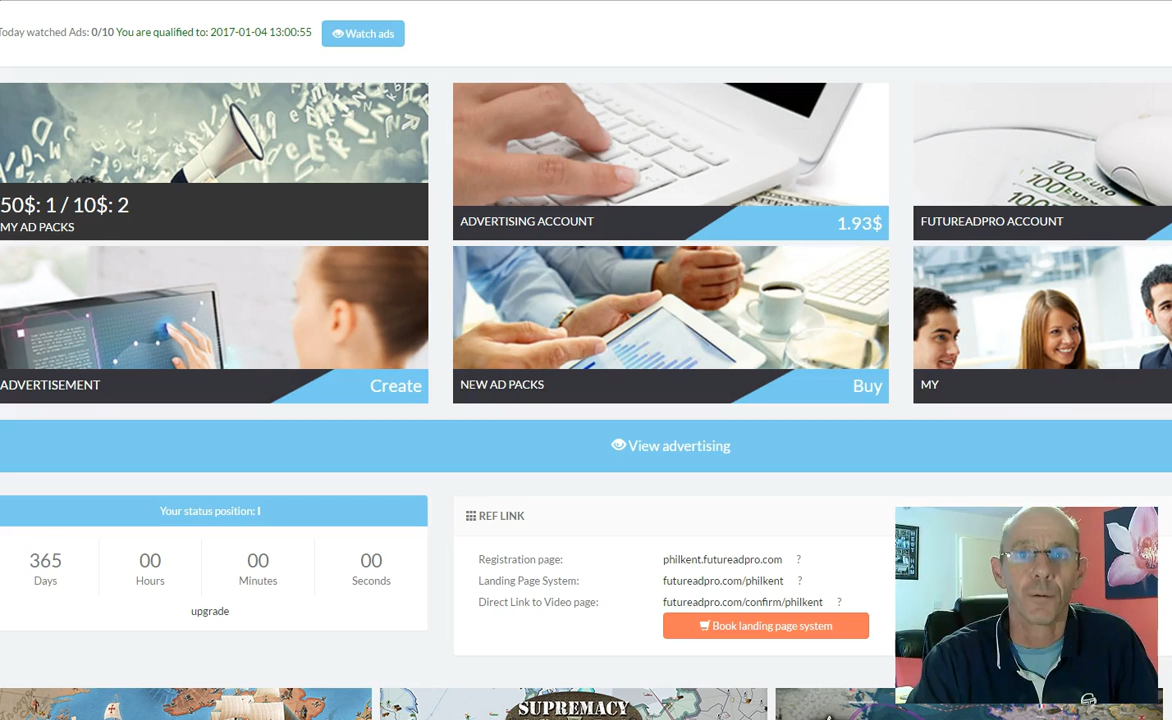 Today watched Ads: 0/10 You are qualified to: 2017-01-04 13:00:55 Watch ads
50$: 1 / 10$: 2
MY AD PACKS
ADVERTISING ACCOUNT 1.93$
100 EURO
100 EURO
FUTUREADPRO ACCOUNT
ADVERTISEMENT Create
NEW AD PACKS Buy
MY
View advertising
Your status position: I
365 00 00 00
Days Hours Minutes Seconds
upgrade
REF LINK
Registration page: philkent.futureadpro.com ?
Landing Page System: futureadpro.com/philkent ?
Direct Link to Video page: futureadpro.com/confirm/philkent ?
Book landing page system
SUPREMACY